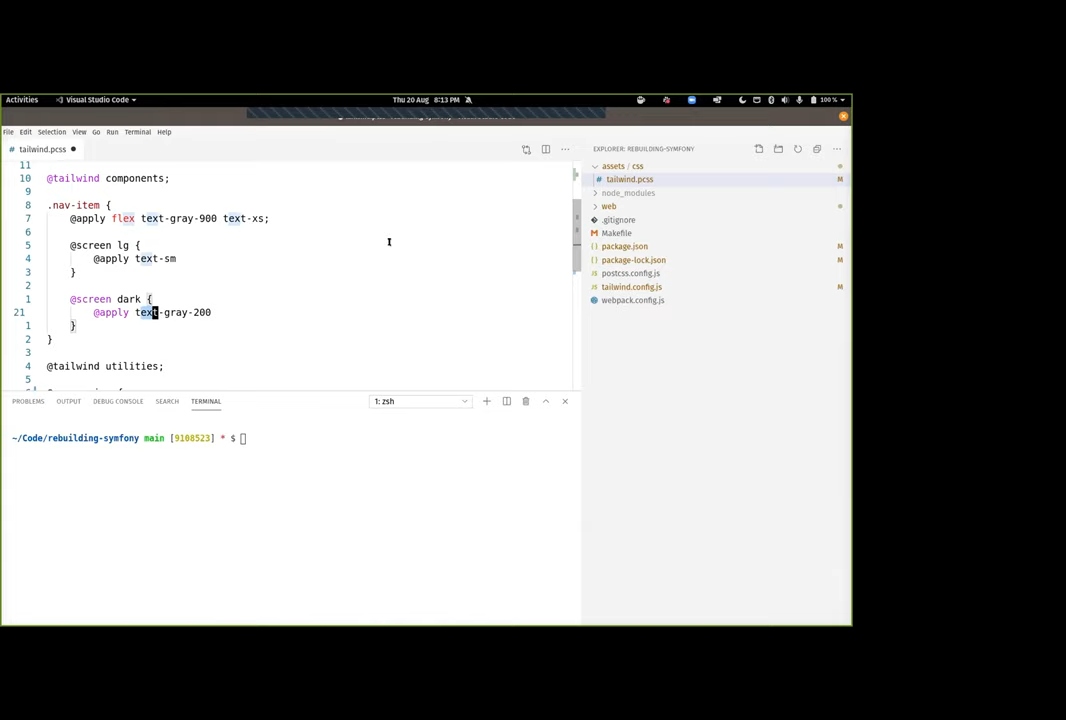 Activities Visual Studio Code Thu 20 Aug 8:13 PM 100 %
File Edit Selection View Go Run Terminal Help
tailwind.pcss
EXPLORER: REBUILDING-SYMFONY
11
10 @tailwind components;
9
8 .nav-item {
7 @apply flex text-gray-900 text-xs;
6
5 @screen lg {
4 @apply text-sm
3 }
2
1 @screen dark {
21 @apply text-gray-200
1 }
2 }
3
4 @tailwind utilities;
5
assets / css
tailwind.pcss M
node_modules
web
.gitignore
Makefile
package.json M
package-lock.json M
postcss.config.js
tailwind.config.js M
webpack.config.js
PROBLEMS OUTPUT DEBUG CONSOLE SEARCH TERMINAL 1: zsh
~/Code/rebuilding-symfony main [9108523] * $